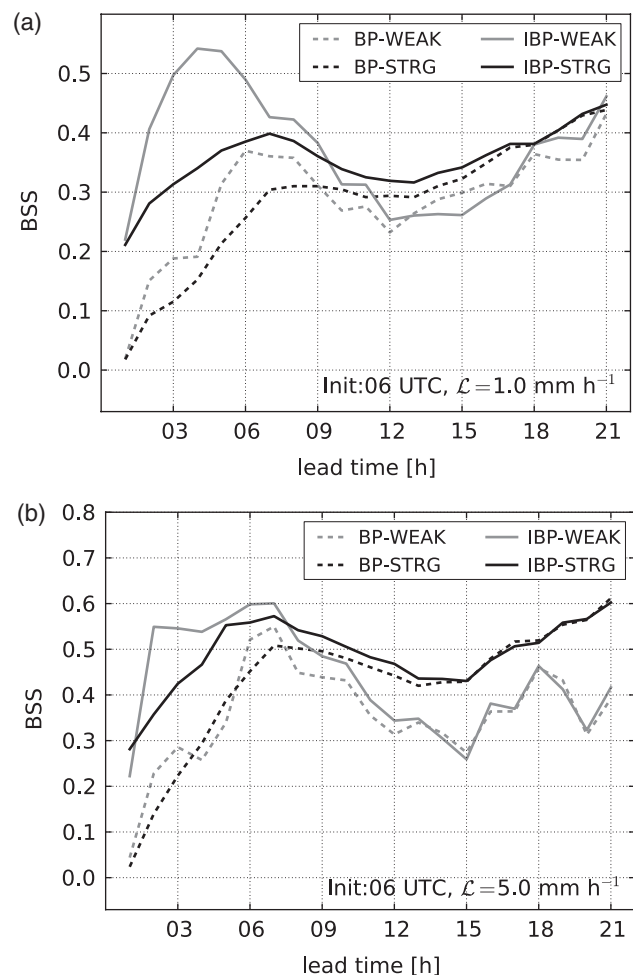 (a)
BP-WEAK IBP-WEAK
BP-STRG IBP-STRG
0.5
0.4
0.3
0.2
0.1
0.0
BSS
Init:06 UTC, ℒ=1.0 mm h⁻¹
03 06 09 12 15 18 21
lead time [h]
(b)
0.8
BP-WEAK IBP-WEAK
BP-STRG IBP-STRG
0.7
0.6
0.5
0.4
0.3
0.2
0.1
0.0
BSS
Init:06 UTC, ℒ=5.0 mm h⁻¹
03 06 09 12 15 18 21
lead time [h]